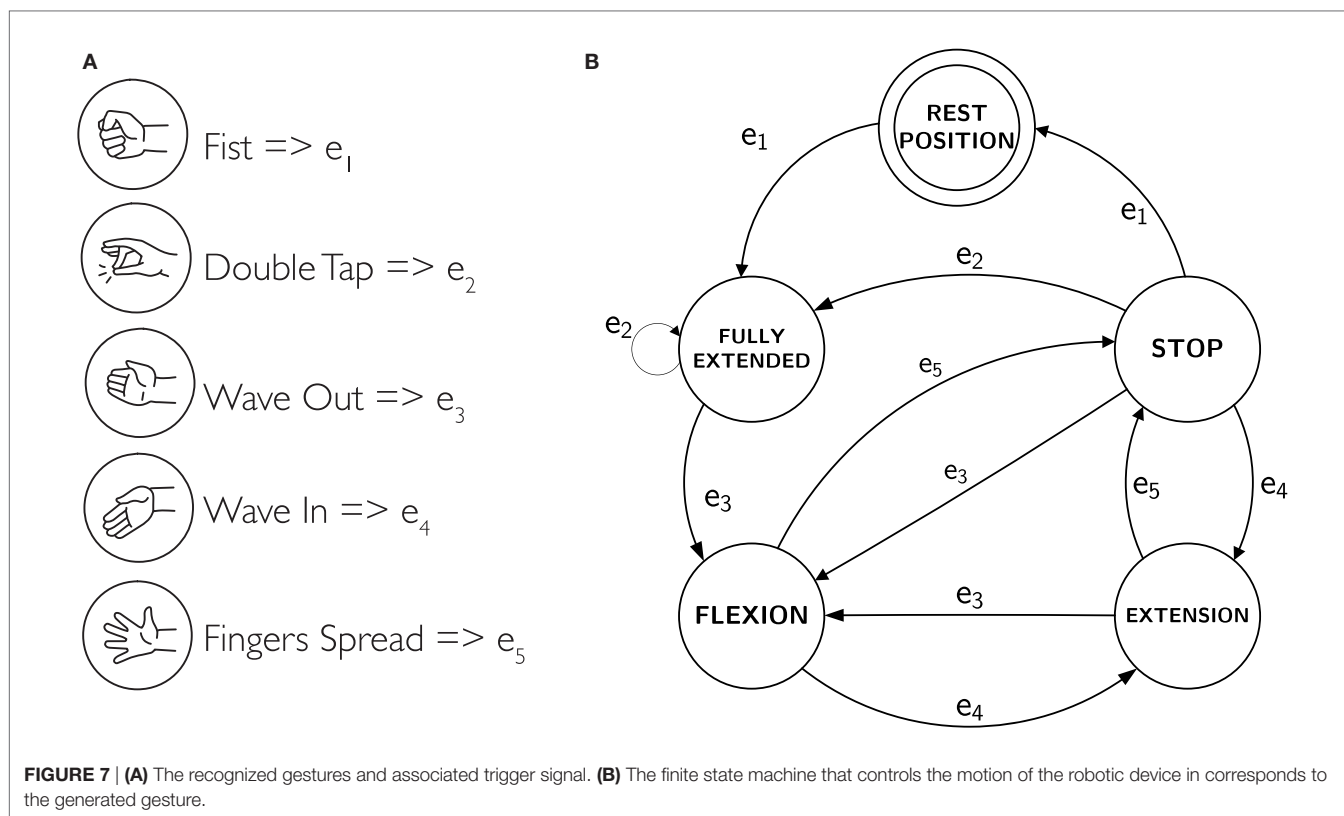 A
Fist => e₁
Double Tap => e₂
Wave Out => e₃
Wave In => e₄
Fingers Spread => e₅
B
REST
POSITION
e₁
e₁
e₂
e₂
FULLY
EXTENDED
STOP
e₅
e₃
e₃
e₅
e₄
FLEXION
e₃
EXTENSION
e₄
FIGURE 7 | (A) The recognized gestures and associated trigger signal. (B) The finite state machine that controls the motion of the robotic device in corresponds to
the generated gesture.